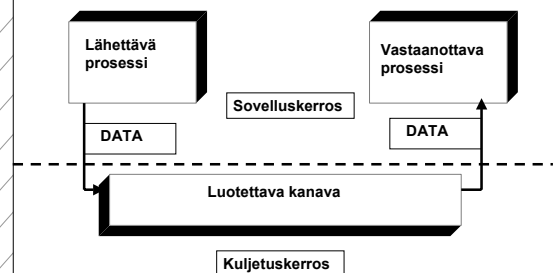 Lähettävä
prosessi
Vastaanottava
prosessi
Sovelluskerros
DATA
DATA
Luotettava kanava
Kuljetuskerros